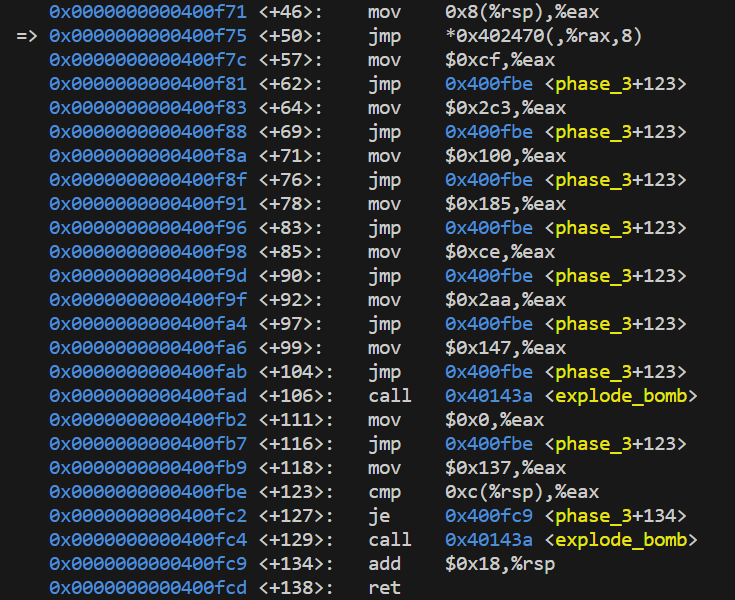 0x0000000000400f71 <+46>: mov 0x8(%rsp),%eax
=> 0x0000000000400f75 <+50>: jmp *0x402470(,%rax,8)
0x0000000000400f7c <+57>: mov $0xcf,%eax
0x0000000000400f81 <+62>: jmp 0x400fbe <phase_3+123>
0x0000000000400f83 <+64>: mov $0x2c3,%eax
0x0000000000400f88 <+69>: jmp 0x400fbe <phase_3+123>
0x0000000000400f8a <+71>: mov $0x100,%eax
0x0000000000400f8f <+76>: jmp 0x400fbe <phase_3+123>
0x0000000000400f91 <+78>: mov $0x185,%eax
0x0000000000400f96 <+83>: jmp 0x400fbe <phase_3+123>
0x0000000000400f98 <+85>: mov $0xce,%eax
0x0000000000400f9d <+90>: jmp 0x400fbe <phase_3+123>
0x0000000000400f9f <+92>: mov $0x2aa,%eax
0x0000000000400fa4 <+97>: jmp 0x400fbe <phase_3+123>
0x0000000000400fa6 <+99>: mov $0x147,%eax
0x0000000000400fab <+104>: jmp 0x400fbe <phase_3+123>
0x0000000000400fad <+106>: call 0x40143a <explode_bomb>
0x0000000000400fb2 <+111>: mov $0x0,%eax
0x0000000000400fb7 <+116>: jmp 0x400fbe <phase_3+123>
0x0000000000400fb9 <+118>: mov $0x137,%eax
0x0000000000400fbe <+123>: cmp 0xc(%rsp),%eax
0x0000000000400fc2 <+127>: je 0x400fc9 <phase_3+134>
0x0000000000400fc4 <+129>: call 0x40143a <explode_bomb>
0x0000000000400fc9 <+134>: add $0x18,%rsp
0x0000000000400fcd <+138>: ret